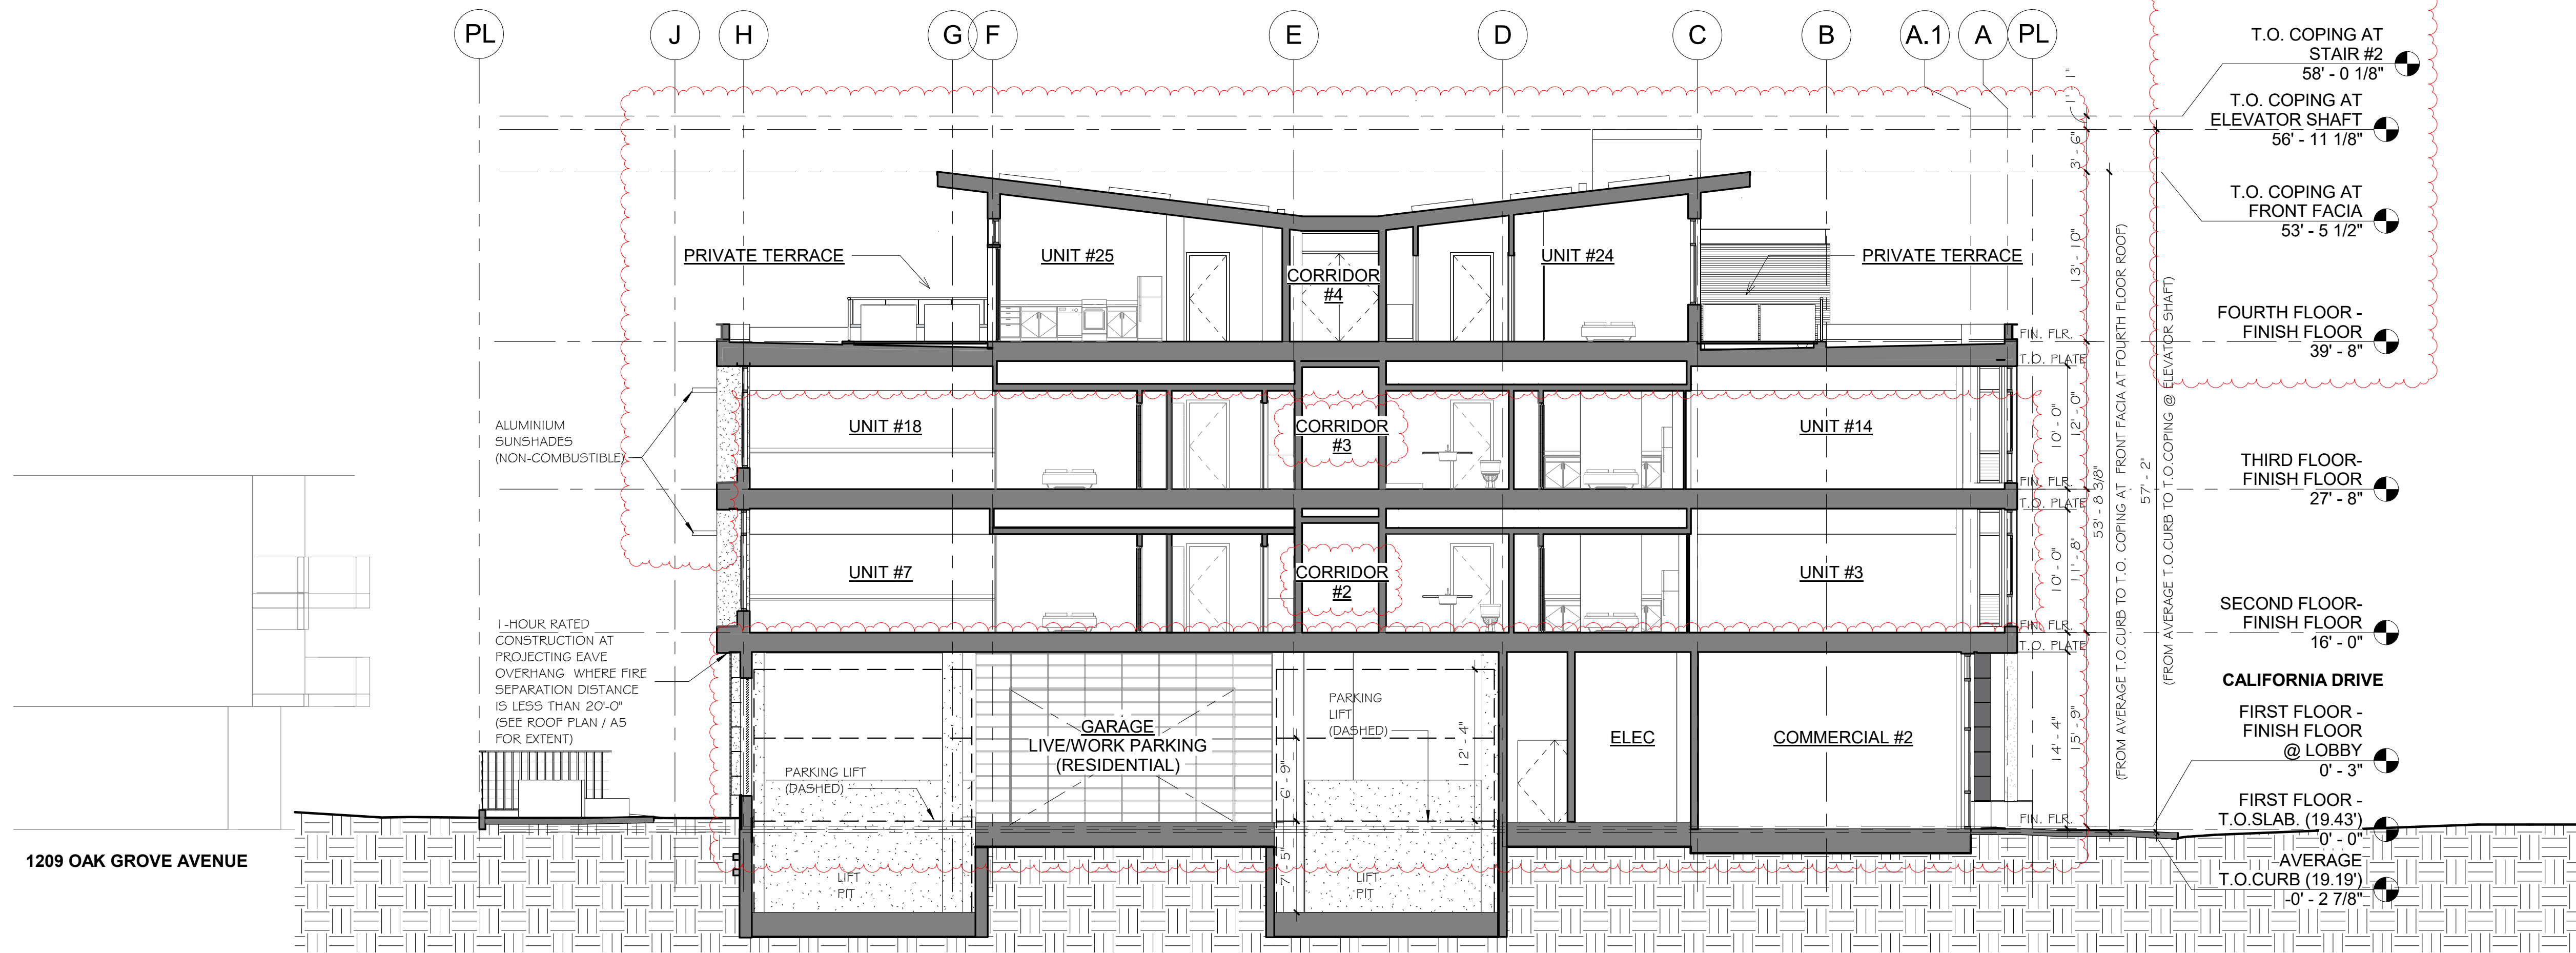 PL
J
H
G
F
E
D
C
B
A.1
A
PL
T.O. COPING AT
STAIR #2
58' - 0 1/8"
T.O. COPING AT
ELEVATOR SHAFT
56' - 11 1/8"
T.O. COPING AT
FRONT FACIA
53' - 5 1/2"
FOURTH FLOOR -
FINISH FLOOR
39' - 8"
THIRD FLOOR-
FINISH FLOOR
27' - 8"
SECOND FLOOR-
FINISH FLOOR
16' - 0"
CALIFORNIA DRIVE
FIRST FLOOR -
FINISH FLOOR
@ LOBBY
0' - 3"
FIRST FLOOR -
T.O.SLAB. (19.43')
0' - 0"
AVERAGE
T.O.CURB (19.19')
-0' - 2 7/8"
1' - 1"
3' - 6"
13' - 10"
12' - 0"
10' - 0"
11' - 8"
10' - 0"
15' - 9"
14' - 4"
53' - 8 3/8"
(FROM AVERAGE T.O.CURB TO T.O. COPING AT FRONT FACIA AT FOURTH FLOOR ROOF)
57' - 2"
(FROM AVERAGE T.O.CURB TO T.O.COPING @ ELEVATOR SHAFT)
FIN. FLR.
T.O. PLATE
FIN. FLR.
T.O. PLATE
FIN. FLR.
T.O. PLATE
FIN. FLR.
PRIVATE TERRACE
UNIT #25
CORRIDOR
#4
UNIT #24
PRIVATE TERRACE
ALUMINIUM
SUNSHADES
(NON-COMBUSTIBLE)
UNIT #18
CORRIDOR
#3
UNIT #14
UNIT #7
CORRIDOR
#2
UNIT #3
1-HOUR RATED
CONSTRUCTION AT
PROJECTING EAVE
OVERHANG WHERE FIRE
SEPARATION DISTANCE
IS LESS THAN 20'-0"
(SEE ROOF PLAN / A5
FOR EXTENT)
PARKING LIFT
(DASHED)
GARAGE
LIVE/WORK PARKING
(RESIDENTIAL)
PARKING
LIFT
(DASHED)
12' - 4"
6' - 9"
7' - 5"
ELEC
COMMERCIAL #2
LIFT
PIT
LIFT
PIT
1209 OAK GROVE AVENUE